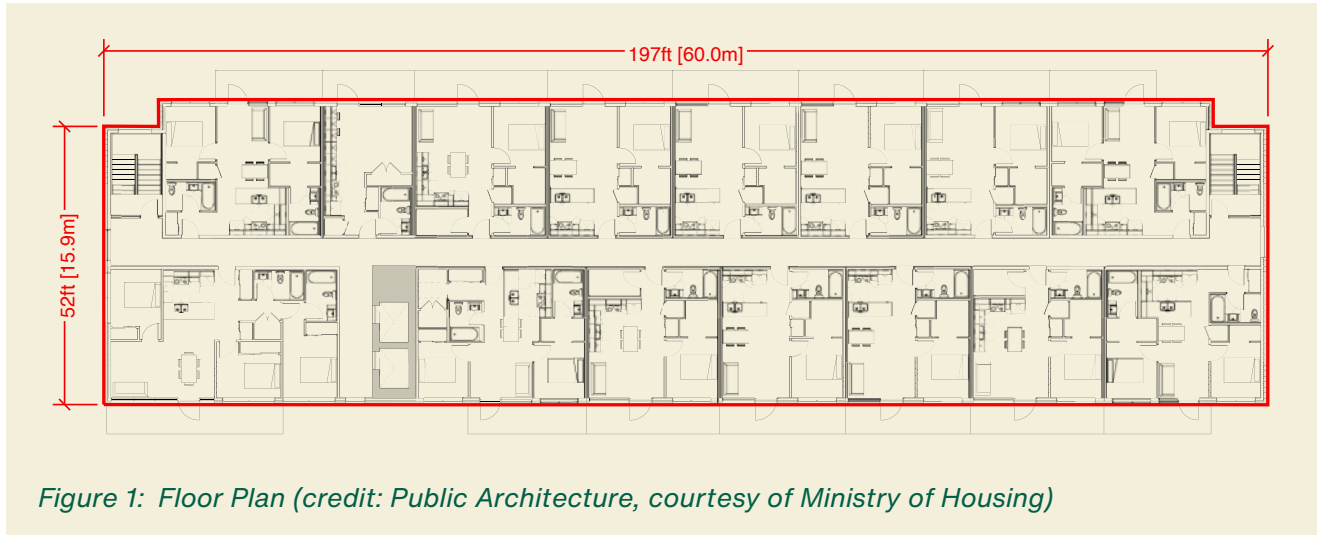 197ft [60.0m]
52ft [15.9m]
Figure 1: Floor Plan (credit: Public Architecture, courtesy of Ministry of Housing)